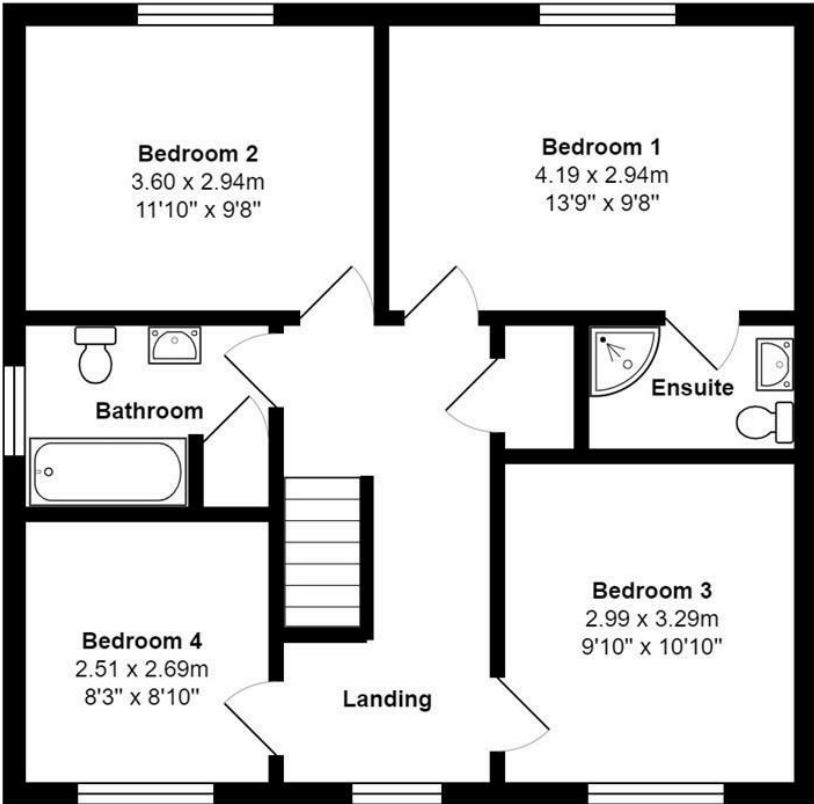 Bedroom 2
3.60 x 2.94m
11'10" x 9'8"
Bedroom 1
4.19 x 2.94m
13'9" x 9'8"
Bathroom
Ensuite
Bedroom 4
2.51 x 2.69m
8'3" x 8'10"
Landing
Bedroom 3
2.99 x 3.29m
9'10" x 10'10"